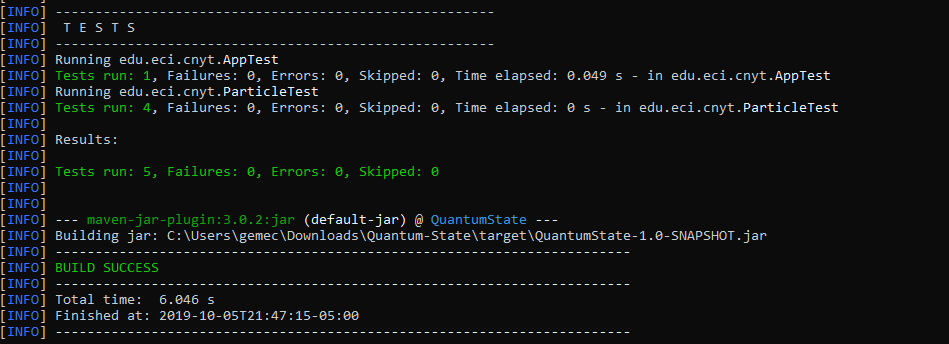 [INFO] -------------------------------------------------------
[INFO]  T E S T S
[INFO] -------------------------------------------------------
[INFO] Running edu.eci.cnyt.AppTest
[INFO] Tests run: 1, Failures: 0, Errors: 0, Skipped: 0, Time elapsed: 0.049 s - in edu.eci.cnyt.AppTest
[INFO] Running edu.eci.cnyt.ParticleTest
[INFO] Tests run: 4, Failures: 0, Errors: 0, Skipped: 0, Time elapsed: 0 s - in edu.eci.cnyt.ParticleTest
[INFO]
[INFO] Results:
[INFO]
[INFO] Tests run: 5, Failures: 0, Errors: 0, Skipped: 0
[INFO]
[INFO]
[INFO] --- maven-jar-plugin:3.0.2:jar (default-jar) @ QuantumState ---
[INFO] Building jar: C:\Users\gemec\Downloads\Quantum-State\target\QuantumState-1.0-SNAPSHOT.jar
[INFO] ------------------------------------------------------------------------
[INFO] BUILD SUCCESS
[INFO] ------------------------------------------------------------------------
[INFO] Total time:  6.046 s
[INFO] Finished at: 2019-10-05T21:47:15-05:00
[INFO] ------------------------------------------------------------------------